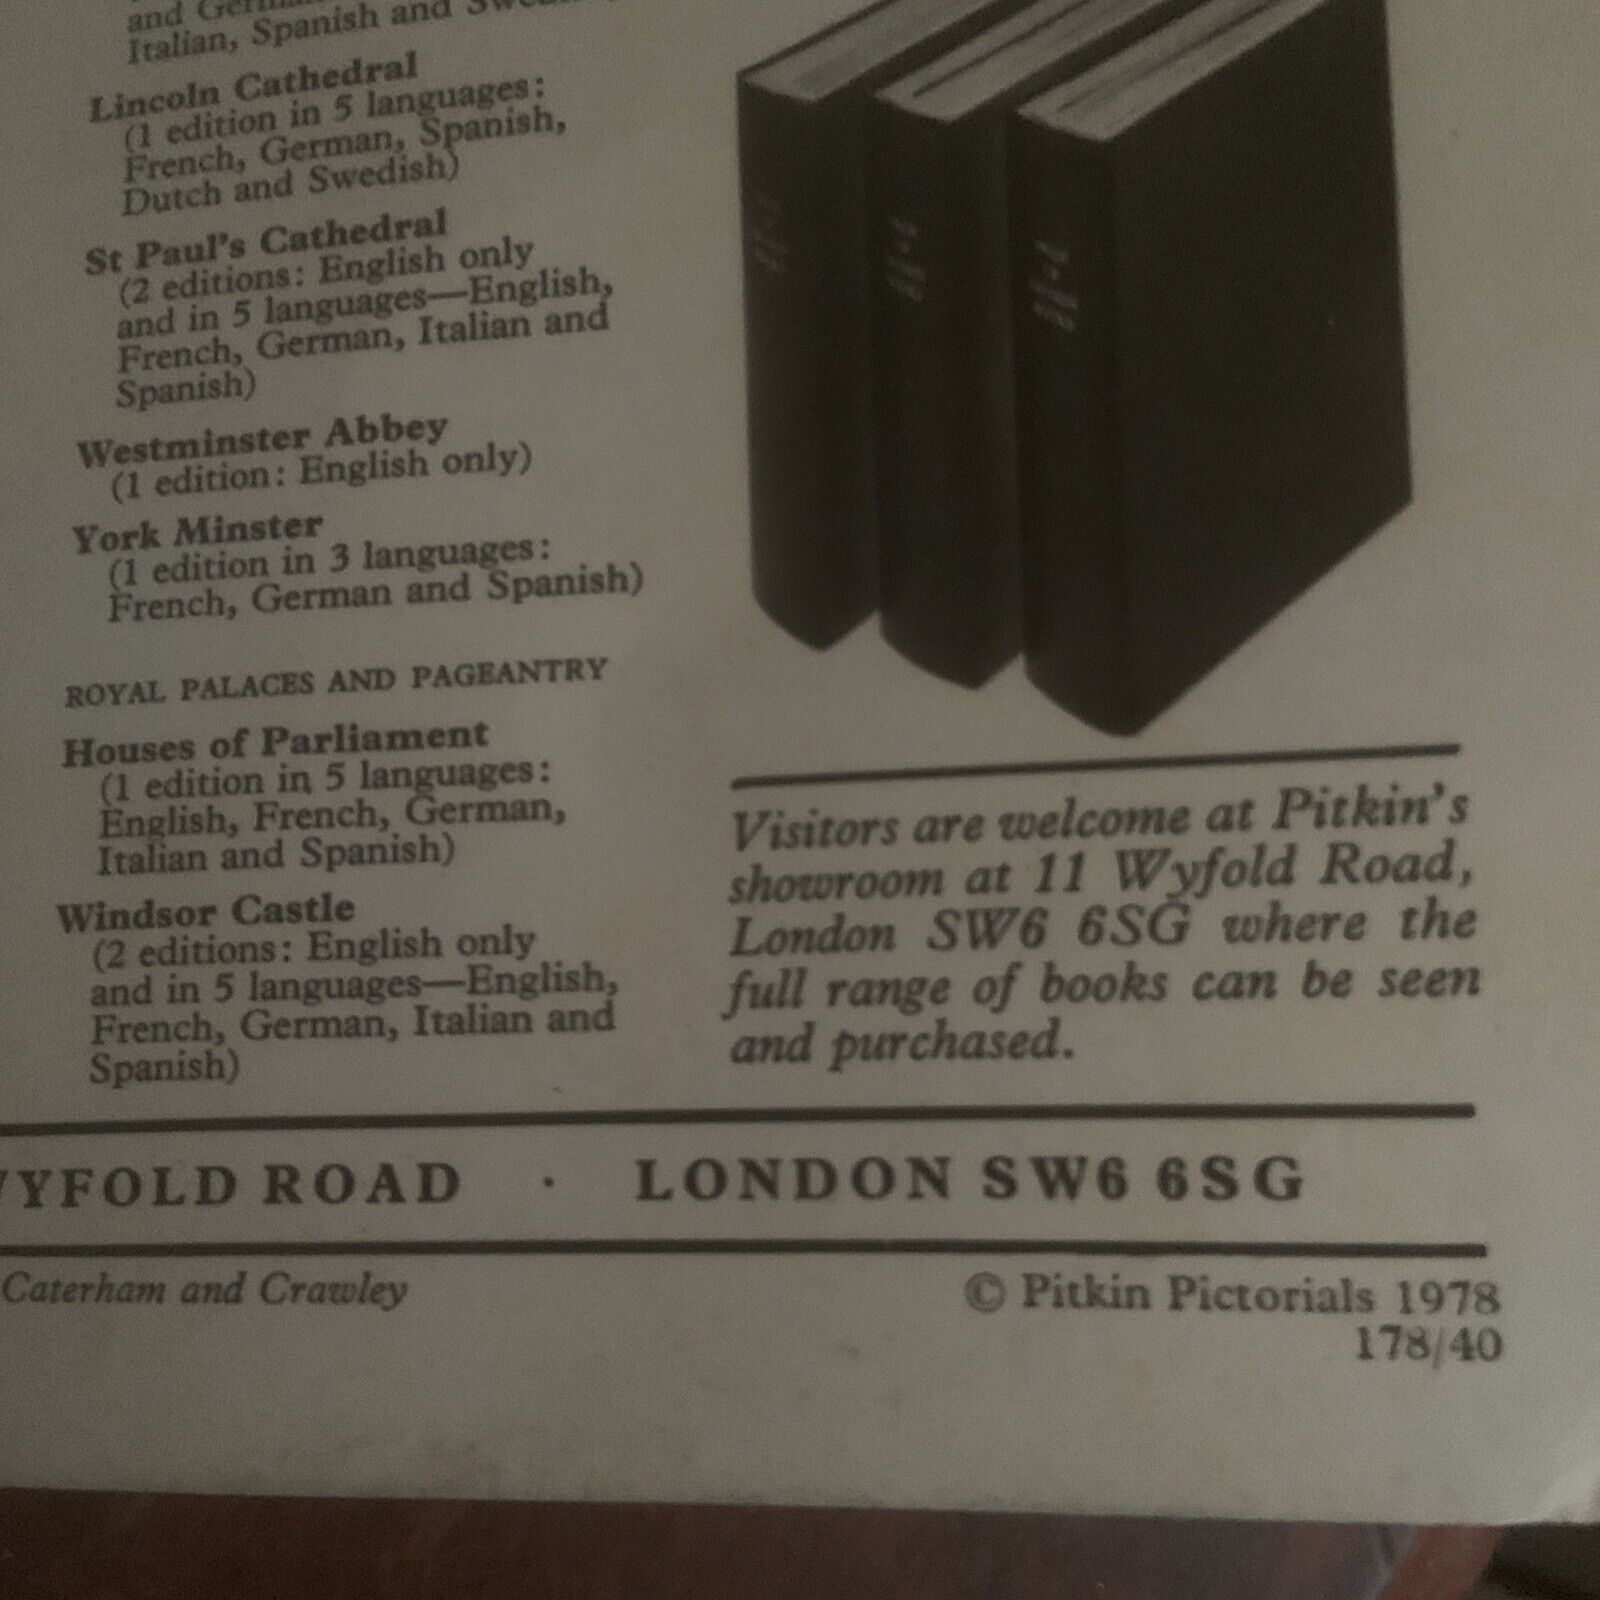 and German
Italian, Spanish and Swedish
Lincoln Cathedral
(1 edition in 5 languages:
French, German, Spanish,
Dutch and Swedish)
St Paul's Cathedral
(2 editions: English only
and in 5 languages—English,
French, German, Italian and
Spanish)
Westminster Abbey
(1 edition: English only)
York Minster
(1 edition in 3 languages:
French, German and Spanish)
ROYAL PALACES AND PAGEANTRY
Houses of Parliament
(1 edition in 5 languages:
English, French, German,
Italian and Spanish)
Windsor Castle
(2 editions: English only
and in 5 languages—English,
French, German, Italian and
Spanish)
Visitors are welcome at Pitkin's
showroom at 11 Wyfold Road,
London SW6 6SG where the
full range of books can be seen
and purchased.
WYFOLD ROAD · LONDON SW6 6SG
Caterham and Crawley
© Pitkin Pictorials 1978
178/40